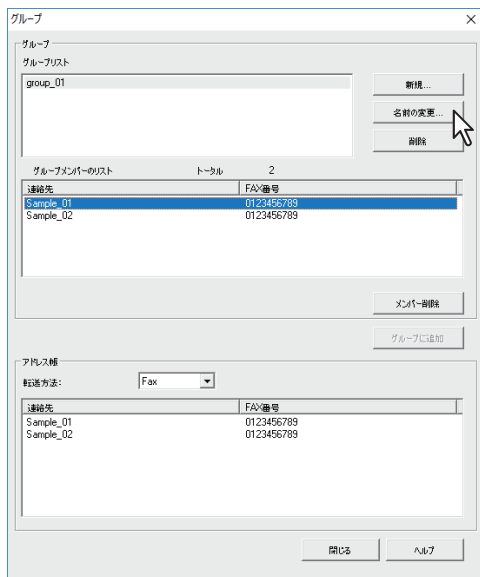 グループ
グループ
グループリスト
group_01
新規...
名前の変更...
削除
グループメンバーのリスト トータル 2
連絡先 FAX番号
Sample_01 0123456789
Sample_02 0123456789
メンバー削除
グループに追加
アドレス帳
転送方法: Fax
連絡先 FAX番号
Sample_01 0123456789
Sample_02 0123456789
閉じる ヘルプ